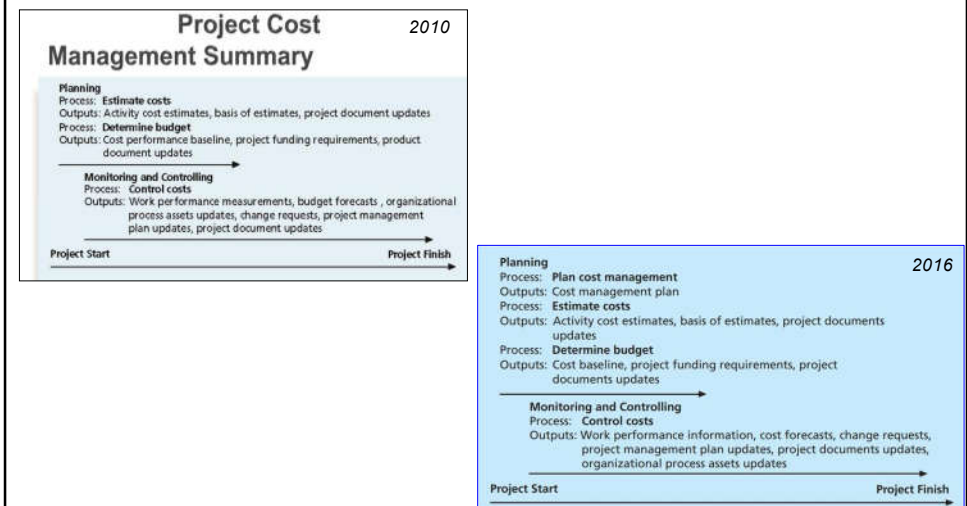 Project Cost
Management Summary
2010
Planning
Process: Estimate costs
Outputs: Activity cost estimates, basis of estimates, project document updates
Process: Determine budget
Outputs: Cost performance baseline, project funding requirements, product
document updates
Monitoring and Controlling
Process: Control costs
Outputs: Work performance measurements, budget forecasts , organizational
process assets updates, change requests, project management
plan updates, project document updates
Project Start
Project Finish
2016
Planning
Process: Plan cost management
Outputs: Cost management plan
Process: Estimate costs
Outputs: Activity cost estimates, basis of estimates, project documents
updates
Process: Determine budget
Outputs: Cost baseline, project funding requirements, project
documents updates
Monitoring and Controlling
Process: Control costs
Outputs: Work performance information, cost forecasts, change requests,
project management plan updates, project documents updates,
organizational process assets updates
Project Start
Project Finish